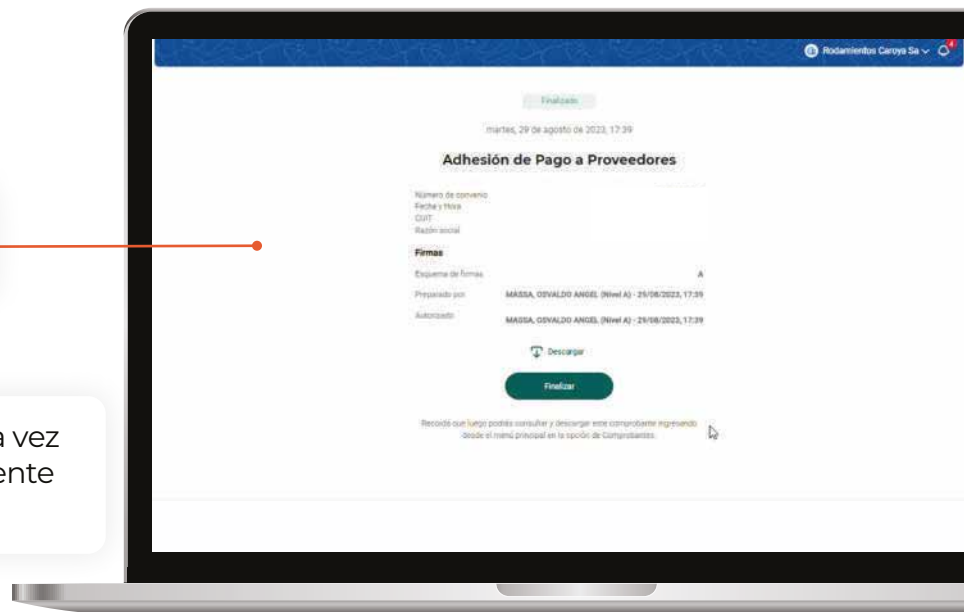 Rodamientos Caroya Sa
4
Finalizado
martes, 29 de agosto de 2023, 17:39
Adhesión de Pago a Proveedores
Número de convenio
Fecha y Hora
CUIT
Razón social
Firmas
Esquema de firmas A
Preparado por MASSA, OSVALDO ANGEL (Nivel A) - 29/08/2023, 17:39
Autorizado MASSA, OSVALDO ANGEL (Nivel A) - 29/08/2023, 17:39
Descargar
Finalizar
Recordá que luego podrás consultar y descargar este comprobante ingresando
desde el menú principal en la opción de Comprobantes.
a vez
ente